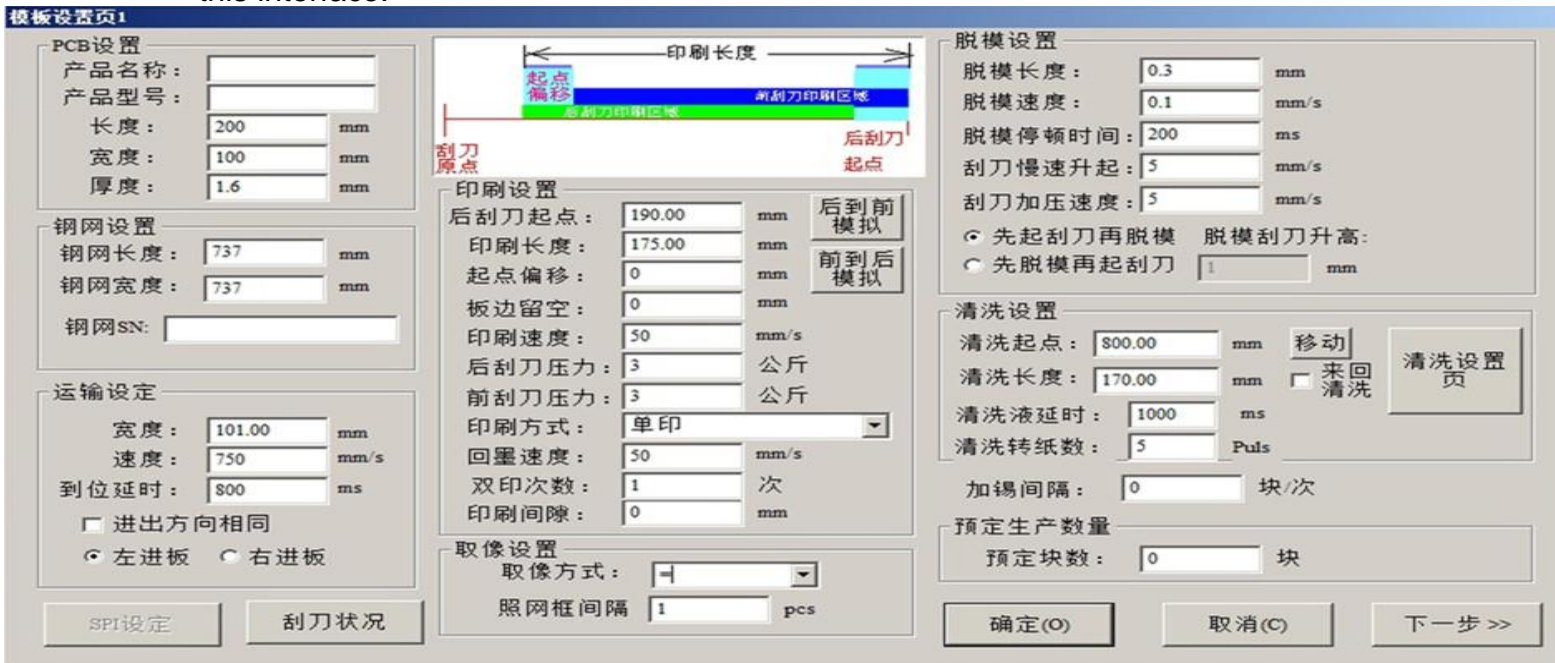 this interface.
模板设置页1
PCB设置
产品名称：
产品型号：
长度： 200 mm
宽度： 100 mm
厚度： 1.6 mm
钢网设置
钢网长度： 737 mm
钢网宽度： 737 mm
钢网SN:
运输设定
宽度： 101.00 mm
速度： 750 mm/s
到位延时： 800 ms
进出方向相同
左进板 右进板
SPI设定 刮刀状况
印刷长度
起点
偏移
前刮刀印刷区域
后刮刀印刷区域
刮刀
原点
后刮刀
起点
印刷设置
后刮刀起点： 190.00 mm
后到前
模拟
印刷长度： 175.00 mm
起点偏移： 0 mm
前到后
模拟
板边留空： 0 mm
印刷速度： 50 mm/s
后刮刀压力： 3 公斤
前刮刀压力： 3 公斤
印刷方式： 单印
回墨速度： 50 mm/s
双印次数： 1 次
印刷间隙： 0 mm
取像设置
取像方式： =
照网框间隔 1 pcs
脱模设置
脱模长度： 0.3 mm
脱模速度： 0.1 mm/s
脱模停顿时间: 200 ms
刮刀慢速升起: 5 mm/s
刮刀加压速度: 5 mm/s
先起刮刀再脱模 脱模刮刀升高:
先脱模再起刮刀 1 mm
清洗设置
清洗起点： 800.00 mm 移动
清洗长度： 170.00 mm
来回
清洗
清洗设置
页
清洗液延时： 1000 ms
清洗转纸数： 5 Puls
加锡间隔： 0 块/次
预定生产数量
预定块数： 0 块
确定(O) 取消(C) 下一步 >>